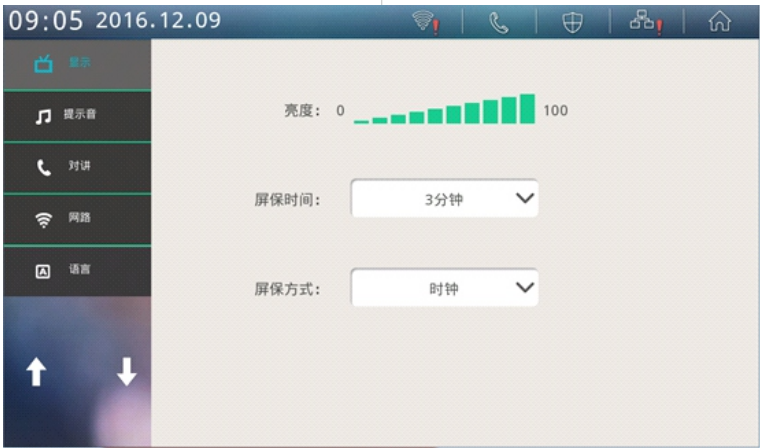 09:05 2016.12.09
显示
提示音
对讲
网路
A 语言
亮度: 0 100
屏保时间: 3分钟
屏保方式: 时钟